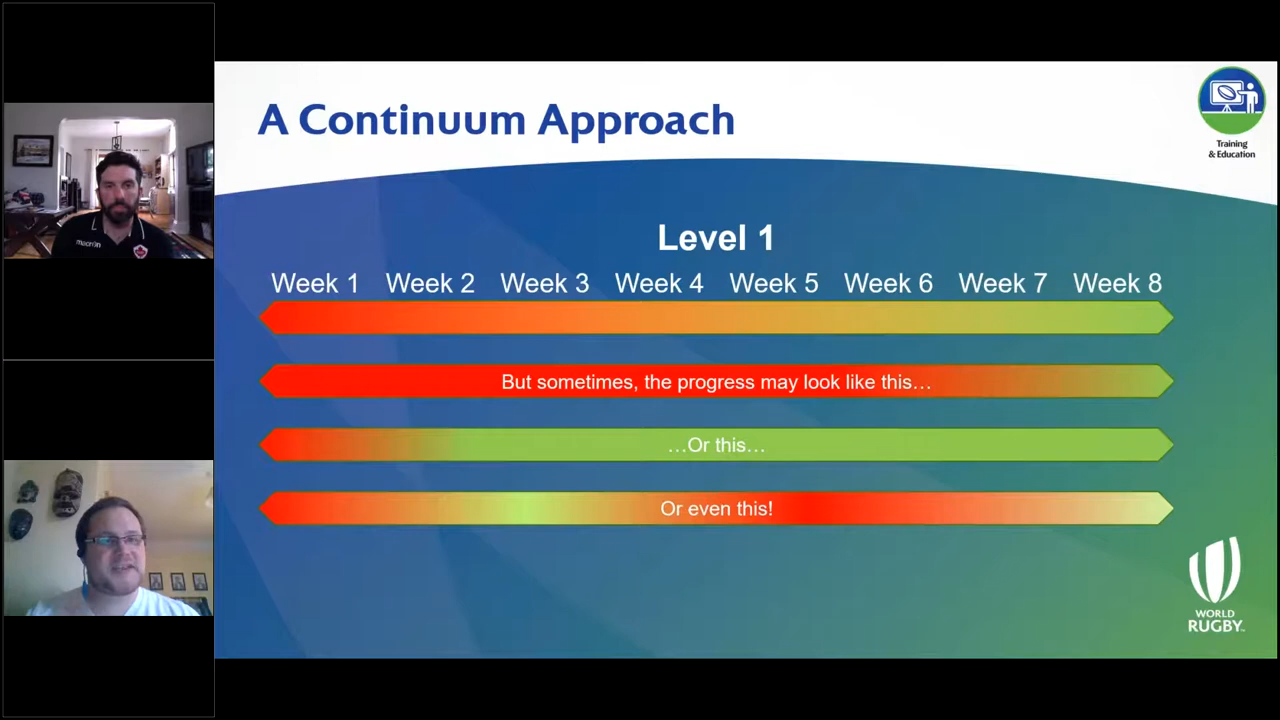 A Continuum Approach
Training
& Education
Level 1
Week 1 Week 2 Week 3 Week 4 Week 5 Week 6 Week 7 Week 8
But sometimes, the progress may look like this…
…Or this…
Or even this!
macron
WORLD
RUGBY™